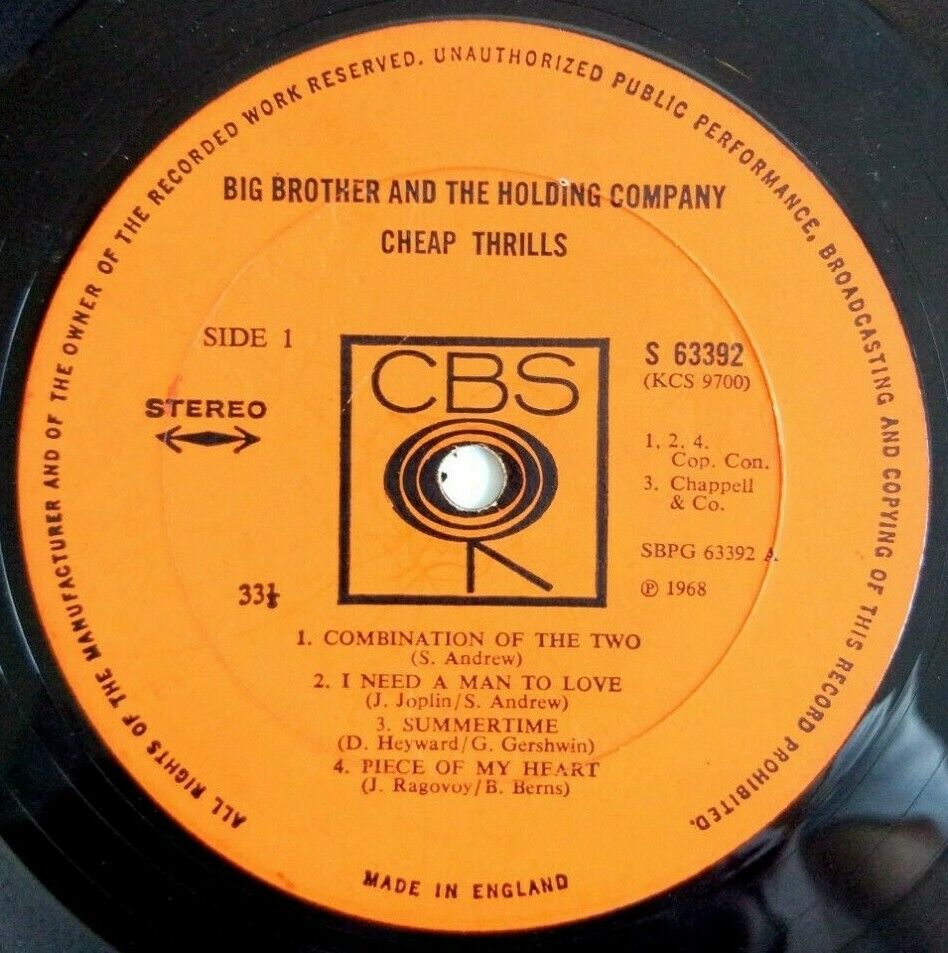 ALL RIGHTS OF THE MANUFACTURER AND OF THE OWNER OF THE RECORDED WORK RESERVED. UNAUTHORIZED PUBLIC PERFORMANCE, BROADCASTING AND COPYING OF THIS RECORD PROHIBITED.
BIG BROTHER AND THE HOLDING COMPANY
CHEAP THRILLS
SIDE 1
STEREO
33⅓
CBS
S 63392
(KCS 9700)
1, 2, 4.
Cop. Con.
3. Chappell
& Co.
SBPG 63392 A
℗ 1968
1. COMBINATION OF THE TWO
(S. Andrew)
2. I NEED A MAN TO LOVE
(J. Joplin/S. Andrew)
3. SUMMERTIME
(D. Heyward/G. Gershwin)
4. PIECE OF MY HEART
(J. Ragovoy/B. Berns)
MADE IN ENGLAND